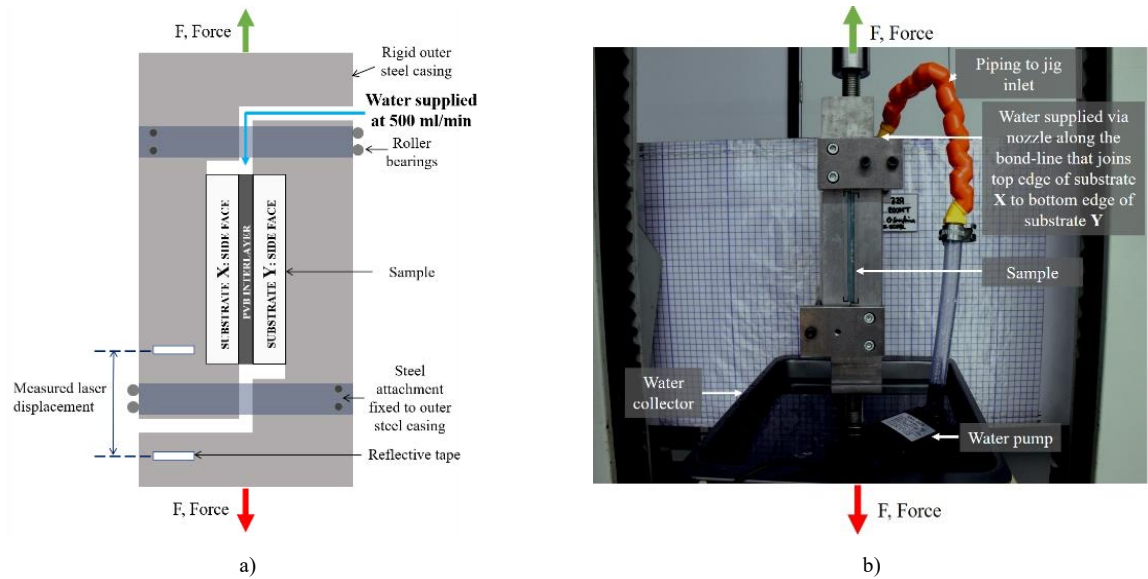 F, Force
Rigid outer
steel casing
Water supplied
at 500 ml/min
Roller
bearings
SUBSTRATE X: SIDE FACE
PVB INTERLAYER
SUBSTRATE Y: SIDE FACE
Sample
Measured laser
displacement
Steel
attachment
fixed to outer
steel casing
Reflective tape
F, Force
a)
F, Force
Piping to jig
inlet
Water supplied via
nozzle along the
bond-line that joins
top edge of substrate
X to bottom edge of
substrate Y
Sample
Water
collector
Water pump
F, Force
b)